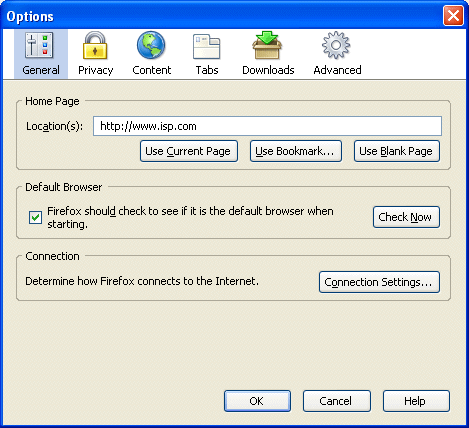 Options
General Privacy Content Tabs Downloads Advanced
Home Page
Location(s): http://www.isp.com
Use Current Page Use Bookmark... Use Blank Page
Default Browser
Firefox should check to see if it is the default browser when
starting.
Check Now
Connection
Determine how Firefox connects to the Internet. Connection Settings...
OK Cancel Help